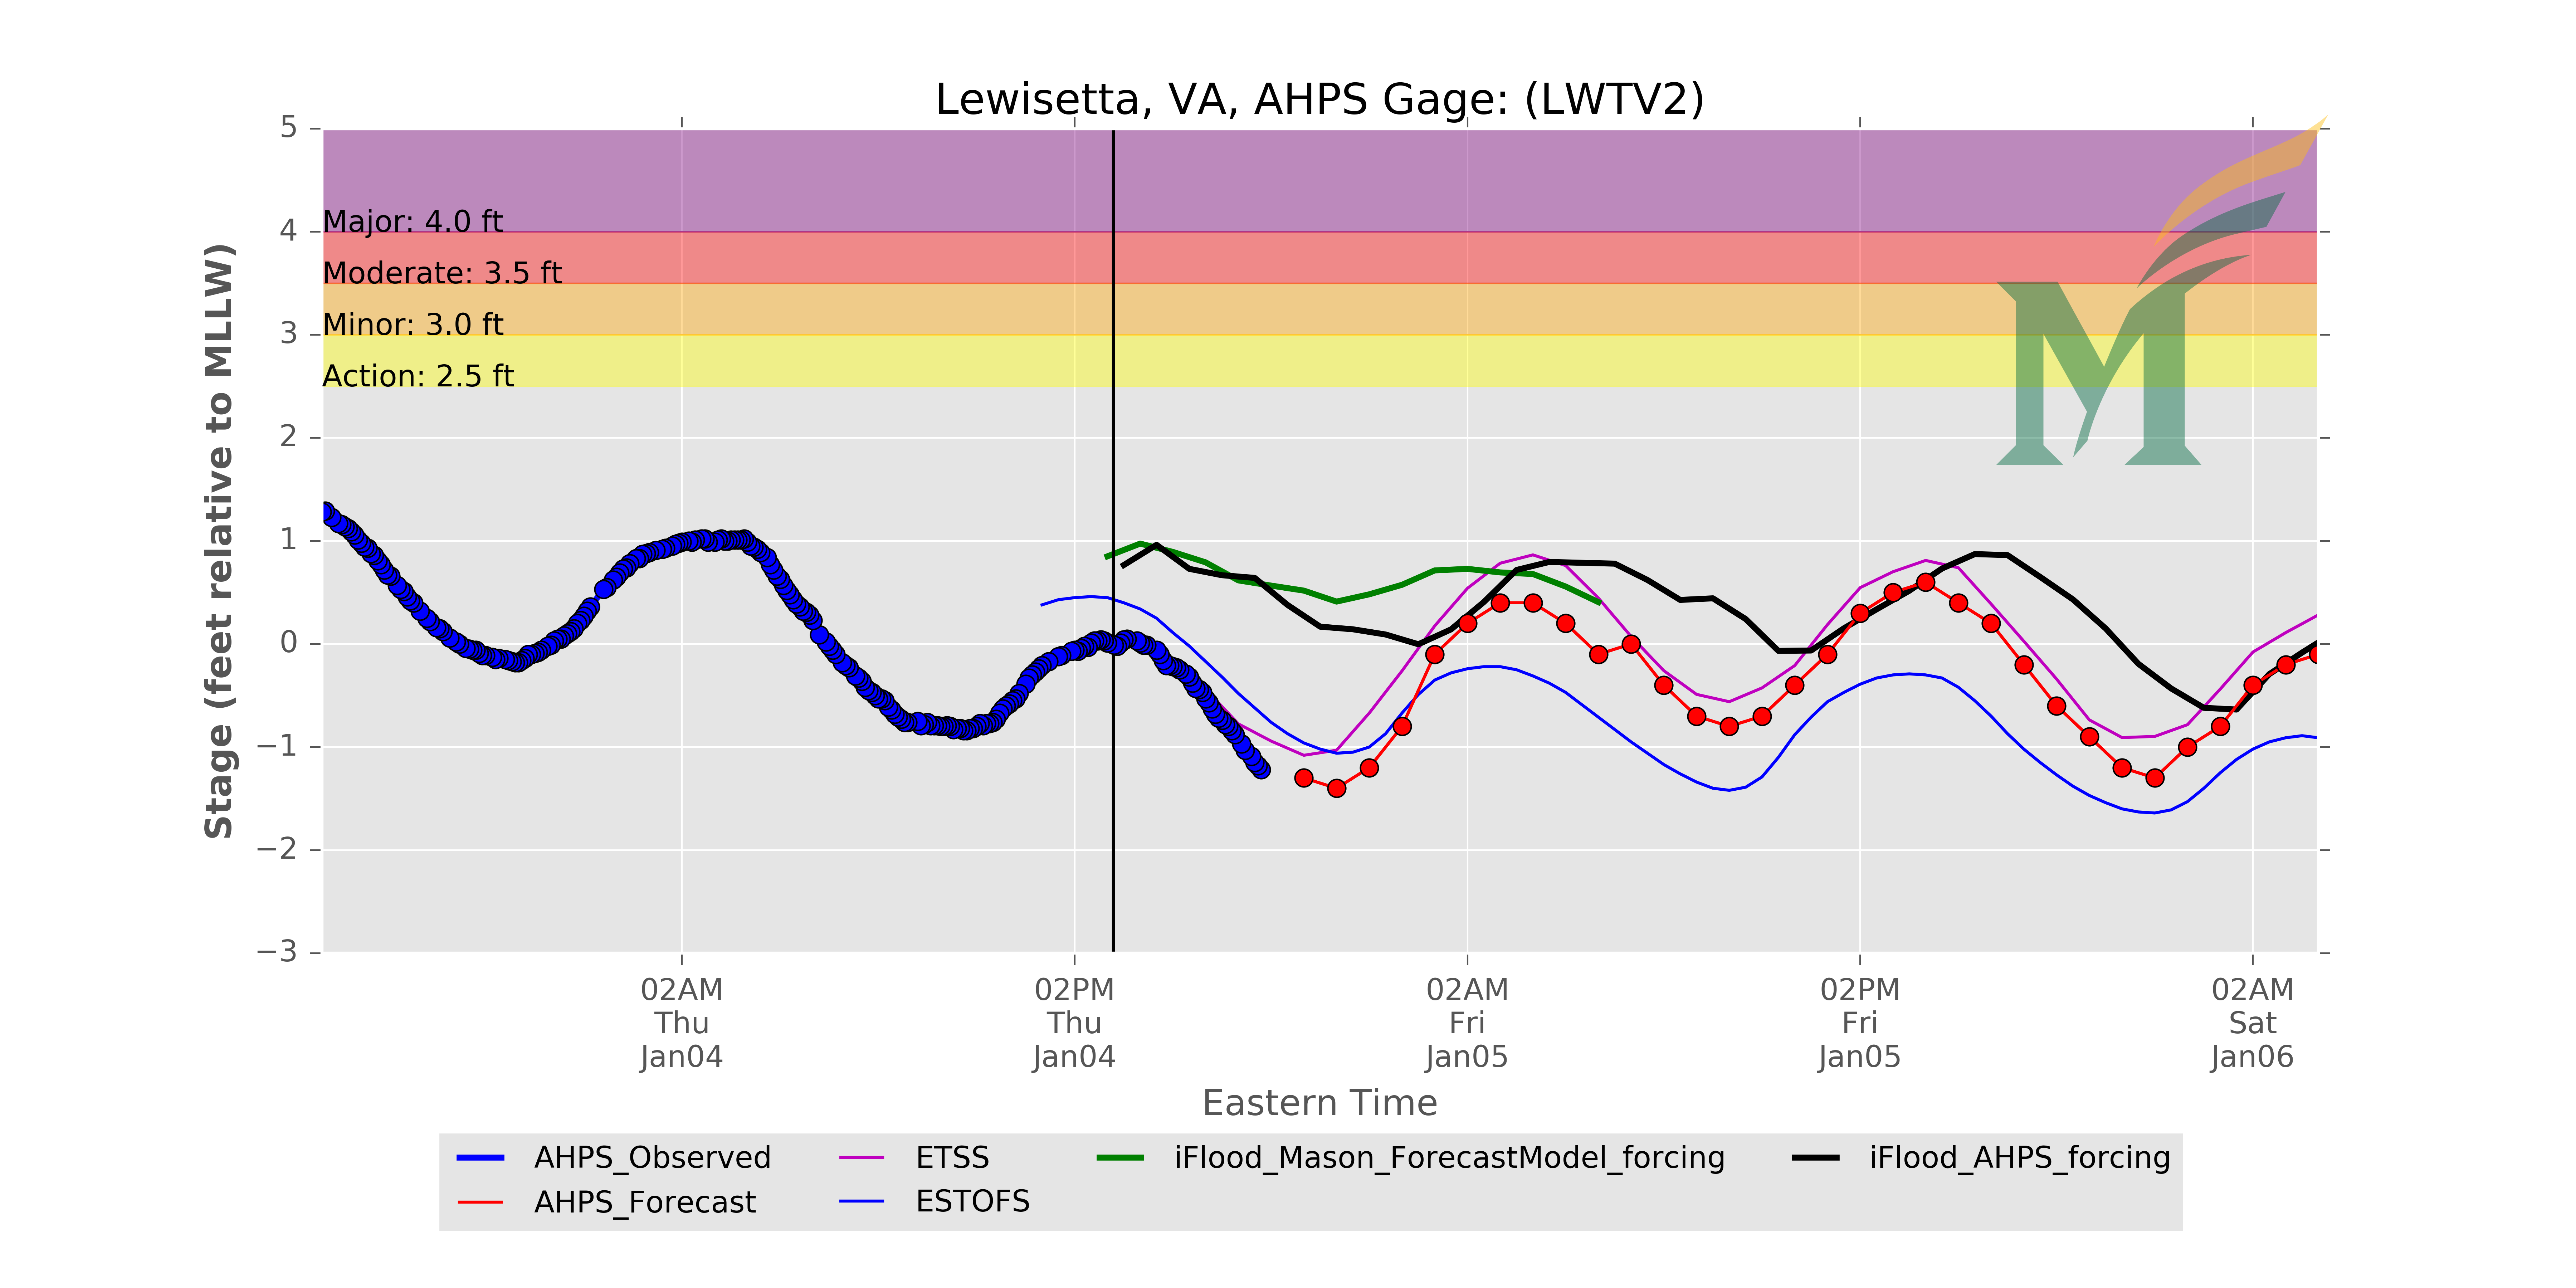 Lewisetta, VA, AHPS Gage: (LWTV2)
5
4
3
2
1
0
−1
−2
−3
Stage (feet relative to MLLW)
Major: 4.0 ft
Moderate: 3.5 ft
Minor: 3.0 ft
Action: 2.5 ft
M
02AM
Thu
Jan04
02PM
Thu
Jan04
02AM
Fri
Jan05
02PM
Fri
Jan05
02AM
Sat
Jan06
Eastern Time
AHPS_Observed
AHPS_Forecast
ETSS
ESTOFS
iFlood_Mason_ForecastModel_forcing
iFlood_AHPS_forcing